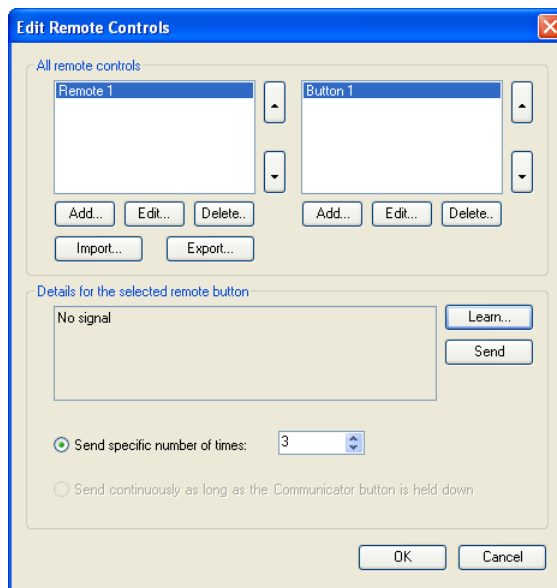 Edit Remote Controls
All remote controls
Remote 1
Button 1
Add... Edit... Delete.. Add... Edit... Delete..
Import... Export...
Details for the selected remote button
No signal
Learn...
Send
Send specific number of times: 3
Send continuously as long as the Communicator button is held down
OK Cancel